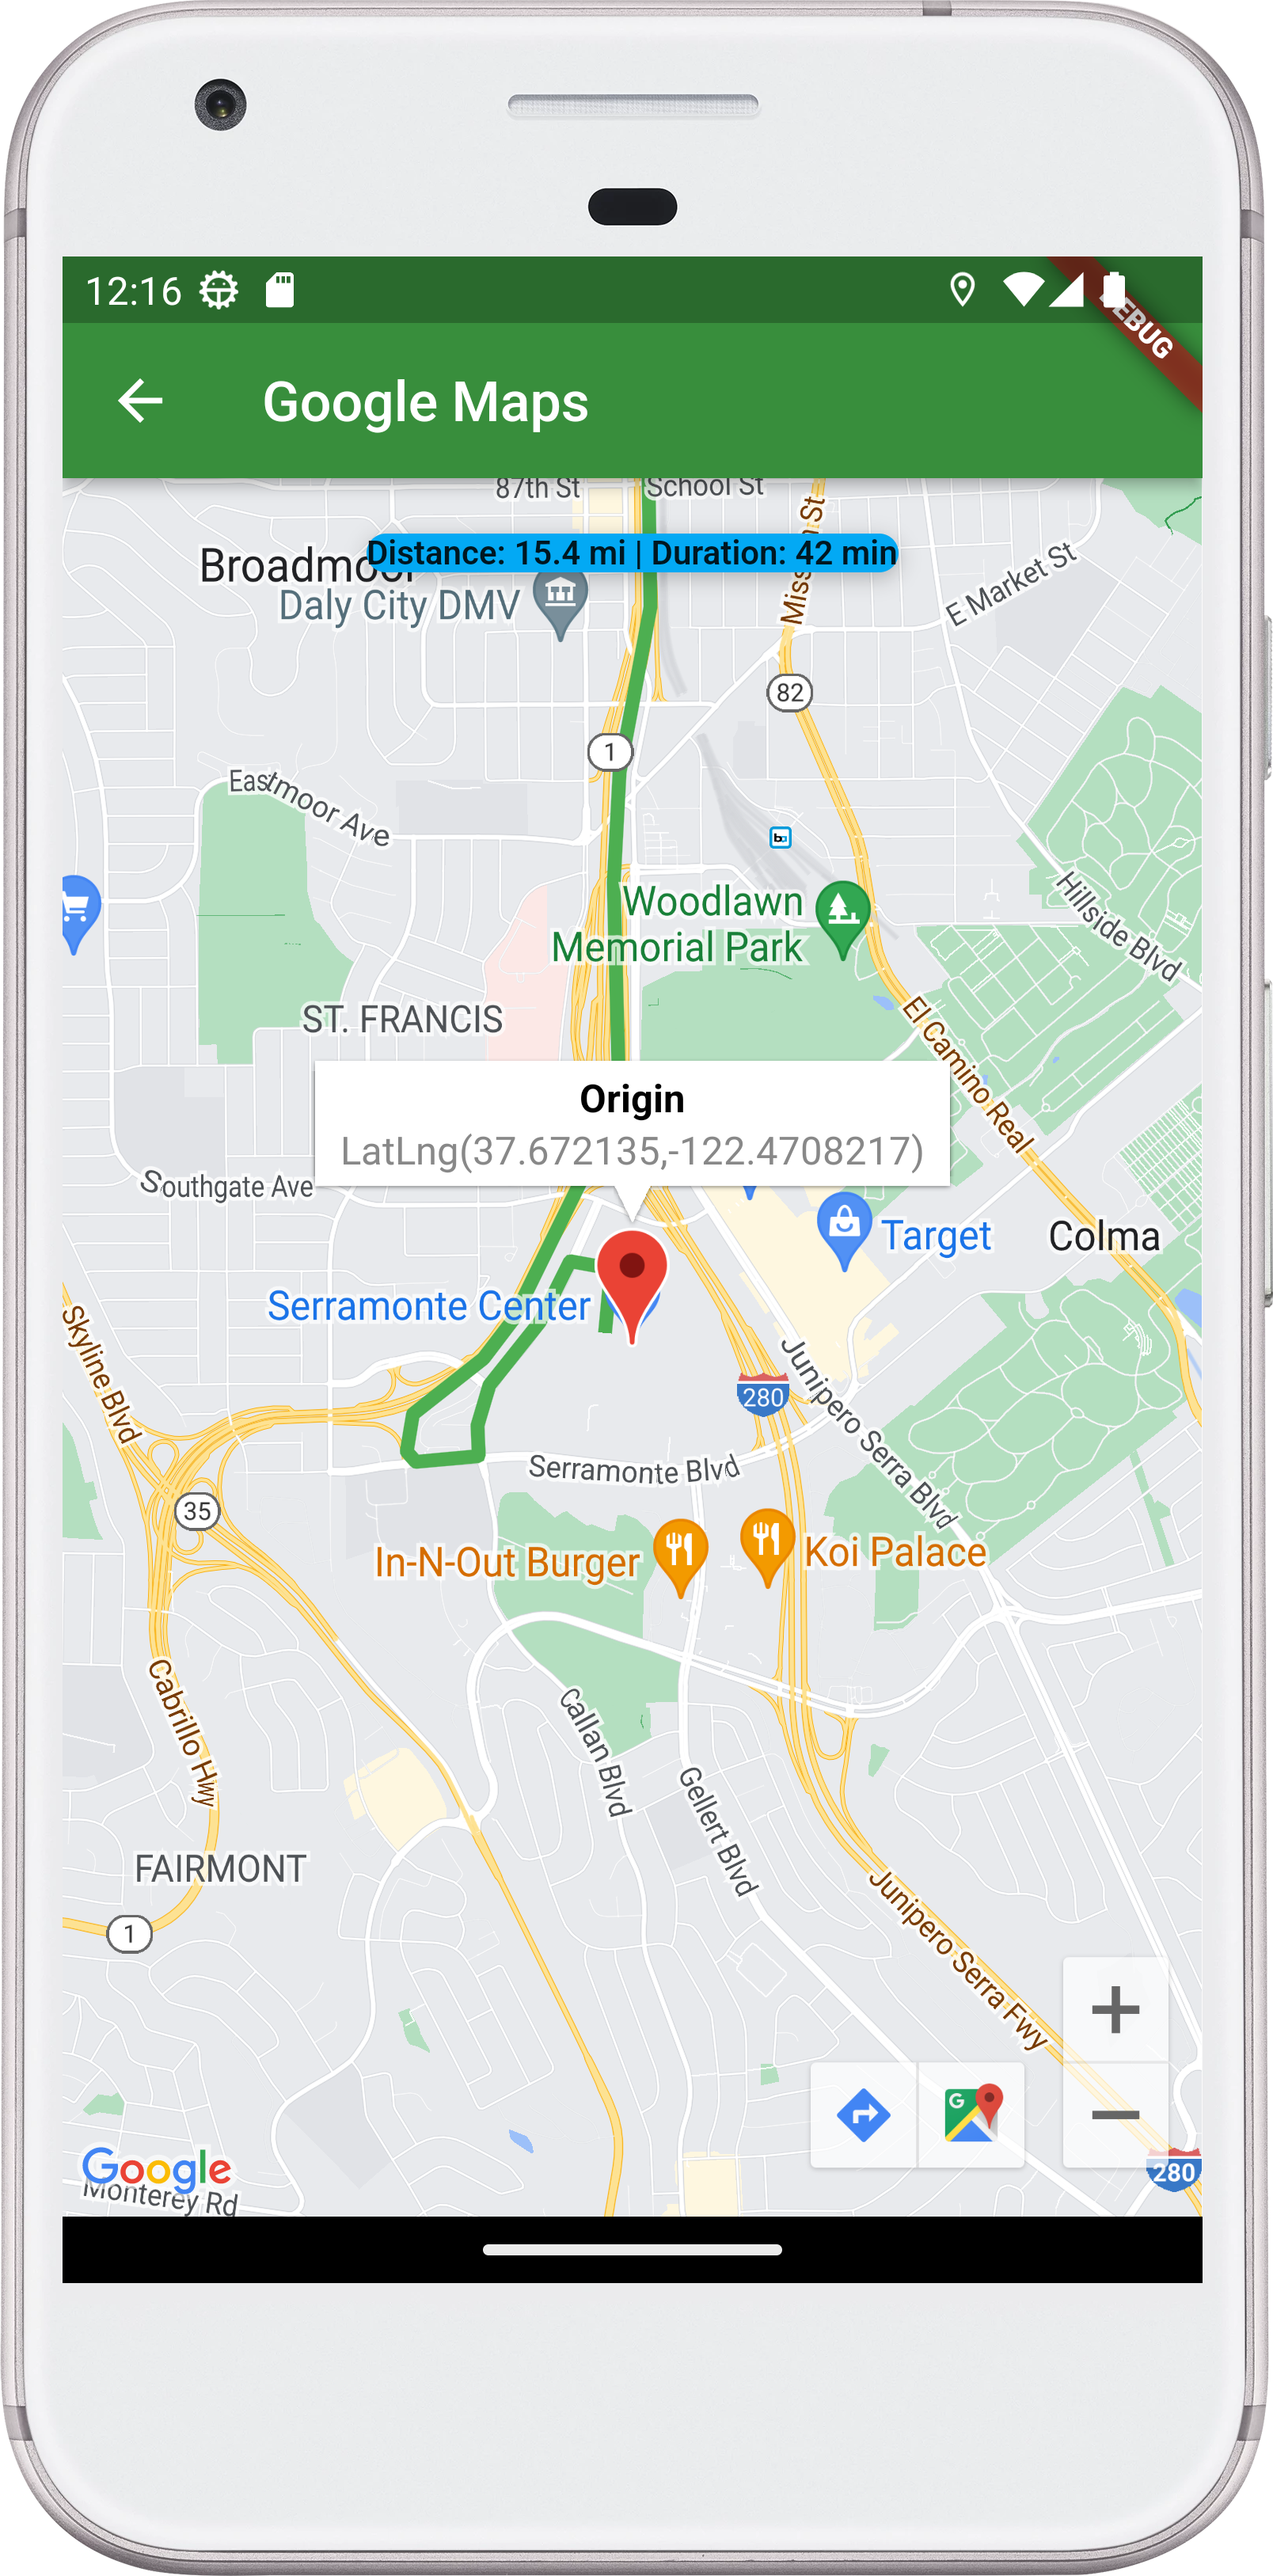 12:16
DEBUG
Google Maps
87th St
School St
Distance: 15.4 mi | Duration: 42 min
Broadmoor
Daly City DMV
Mission St
E Market St
82
1
Eastmoor Ave
Woodlawn
Memorial Park
Hillside Blvd
ST. FRANCIS
El Camino Real
Origin
LatLng(37.672135,-122.4708217)
Southgate Ave
Target
Colma
Serramonte Center
Skyline Blvd
280
Junipero Serra Blvd
Serramonte Blvd
35
In-N-Out Burger
Koi Palace
Cabrillo Hwy
Callan Blvd
Gellert Blvd
FAIRMONT
Junipero Serra Fwy
1
G
Google
280
Monterey Rd